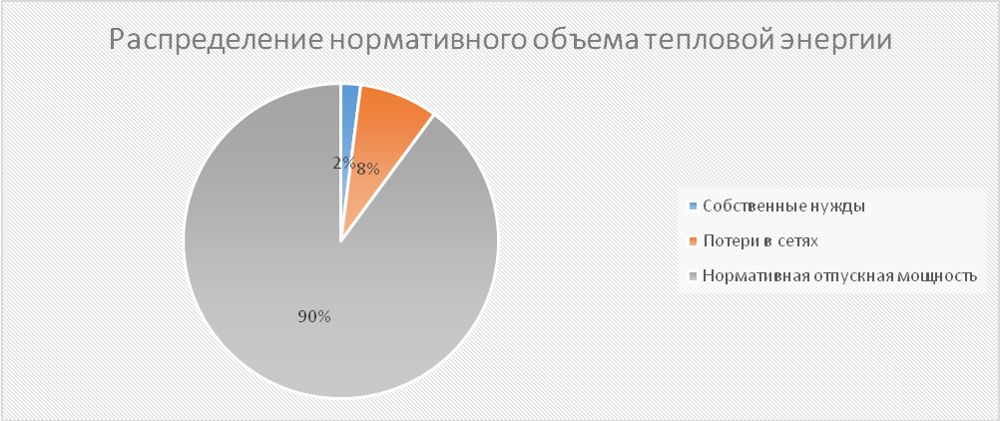 Распределение нормативного объема тепловой энергии
2%
8%
90%
Собственные нужды
Потери в сетях
Нормативная отпускная мощность